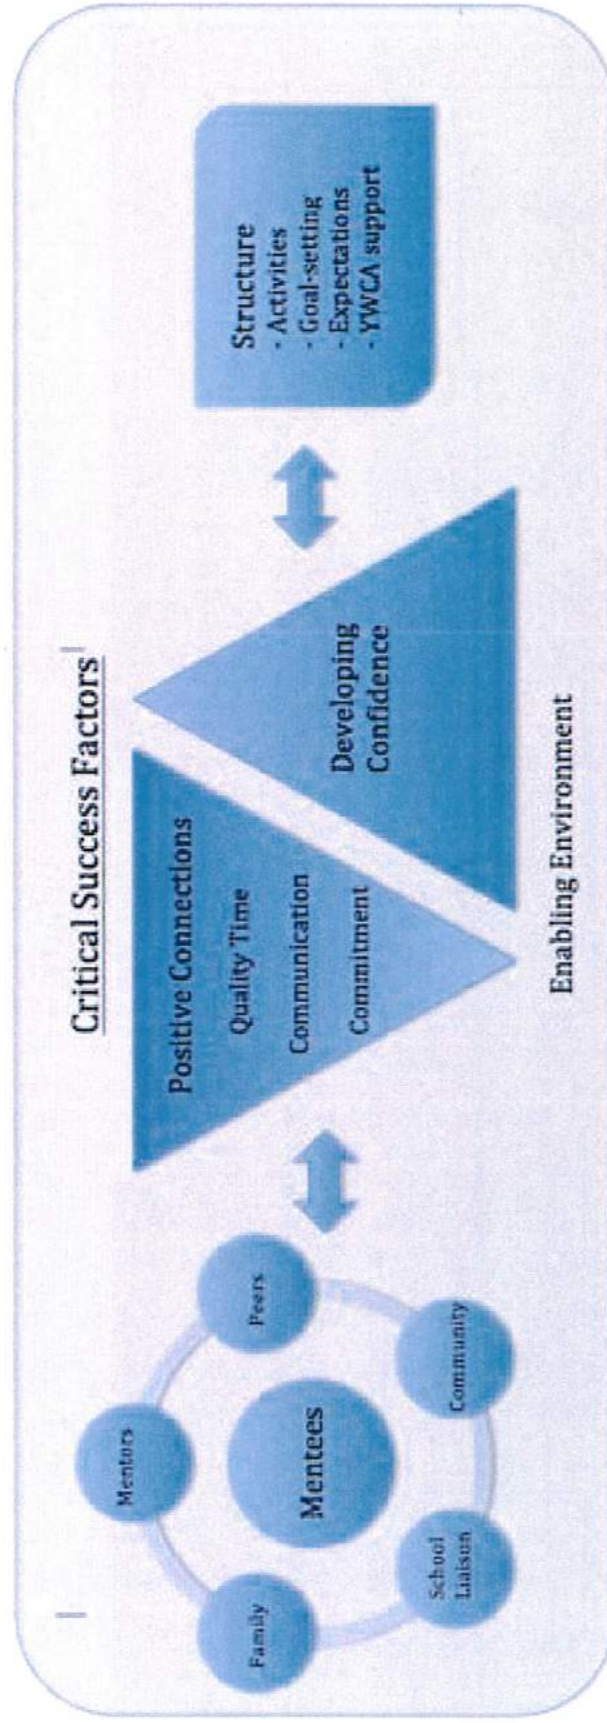 Critical Success Factors
Mentors
Peers
Community
School
Liaison
Family
Mentees
Positive Connections
Quality Time
Communication
Commitment
Developing
Confidence
Structure
- Activities
- Goal-setting
- Expectations
- YWCA support
Enabling Environment